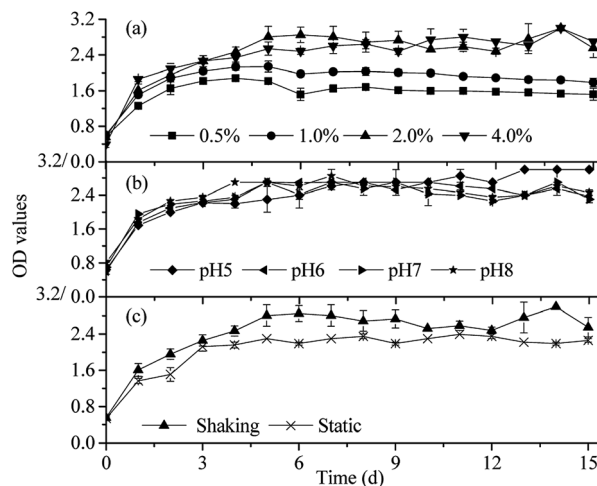 3.2
(a)
2.4
1.6
0.8
0.5% 1.0% 2.0% 4.0%
3.2/ 0.0
(b)
2.4
1.6
0.8
pH5 pH6 pH7 pH8
3.2/ 0.0
(c)
2.4
1.6
0.8
Shaking Static
0.0
0 3 6 9 12 15
Time (d)
OD values